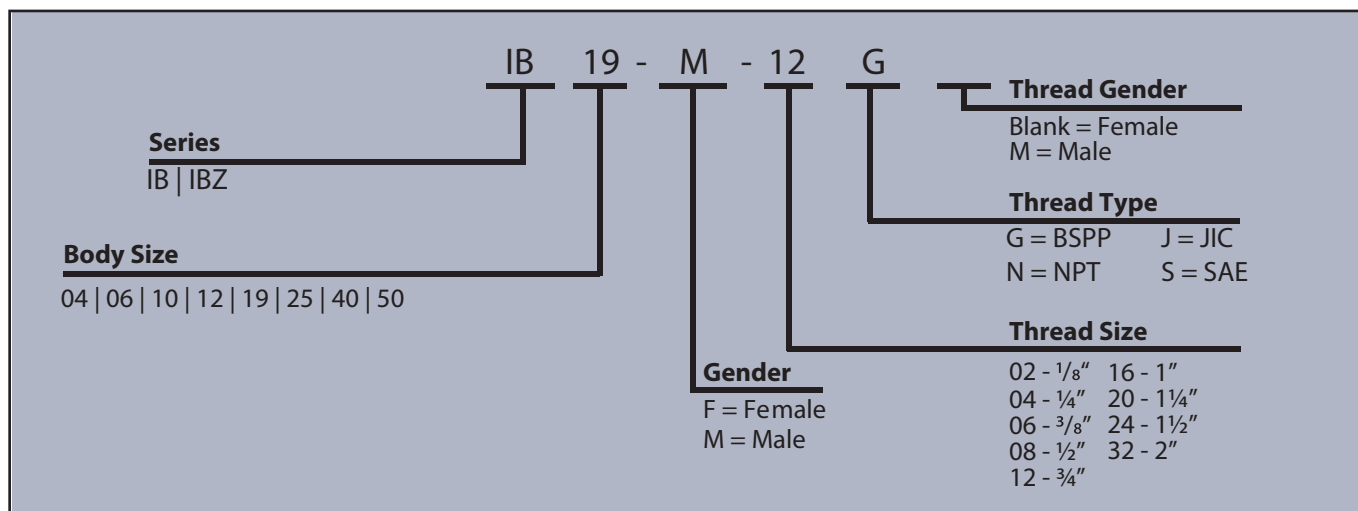 IB 19 - M - 12 G
Thread Gender
Blank = Female
M = Male
Series
IB | IBZ
Thread Type
G = BSPP J = JIC
N = NPT S = SAE
Body Size
04 | 06 | 10 | 12 | 19 | 25 | 40 | 50
Thread Size
02 - ⅛“ 16 - 1”
04 - ¼” 20 - 1¼”
06 - ⅜” 24 - 1½”
08 - ½” 32 - 2”
12 - ¾”
Gender
F = Female
M = Male